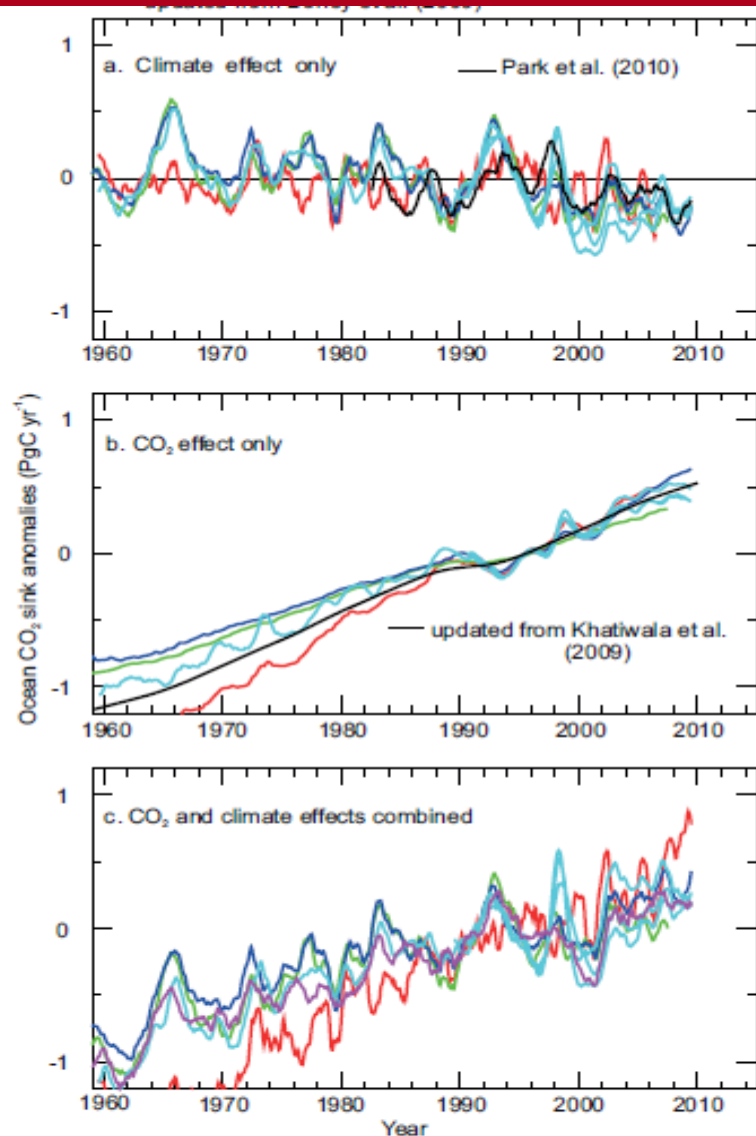 a. Climate effect only
Park et al. (2010)
1
0
-1
1960 1970 1980 1990 2000 2010
Ocean CO₂ sink anomalies (PgC yr⁻¹)
b. CO₂ effect only
1
0
-1
updated from Khatiwala et al.
(2009)
1960 1970 1980 1990 2000 2010
c. CO₂ and climate effects combined
1
0
-1
1960 1970 1980 1990 2000 2010
Year